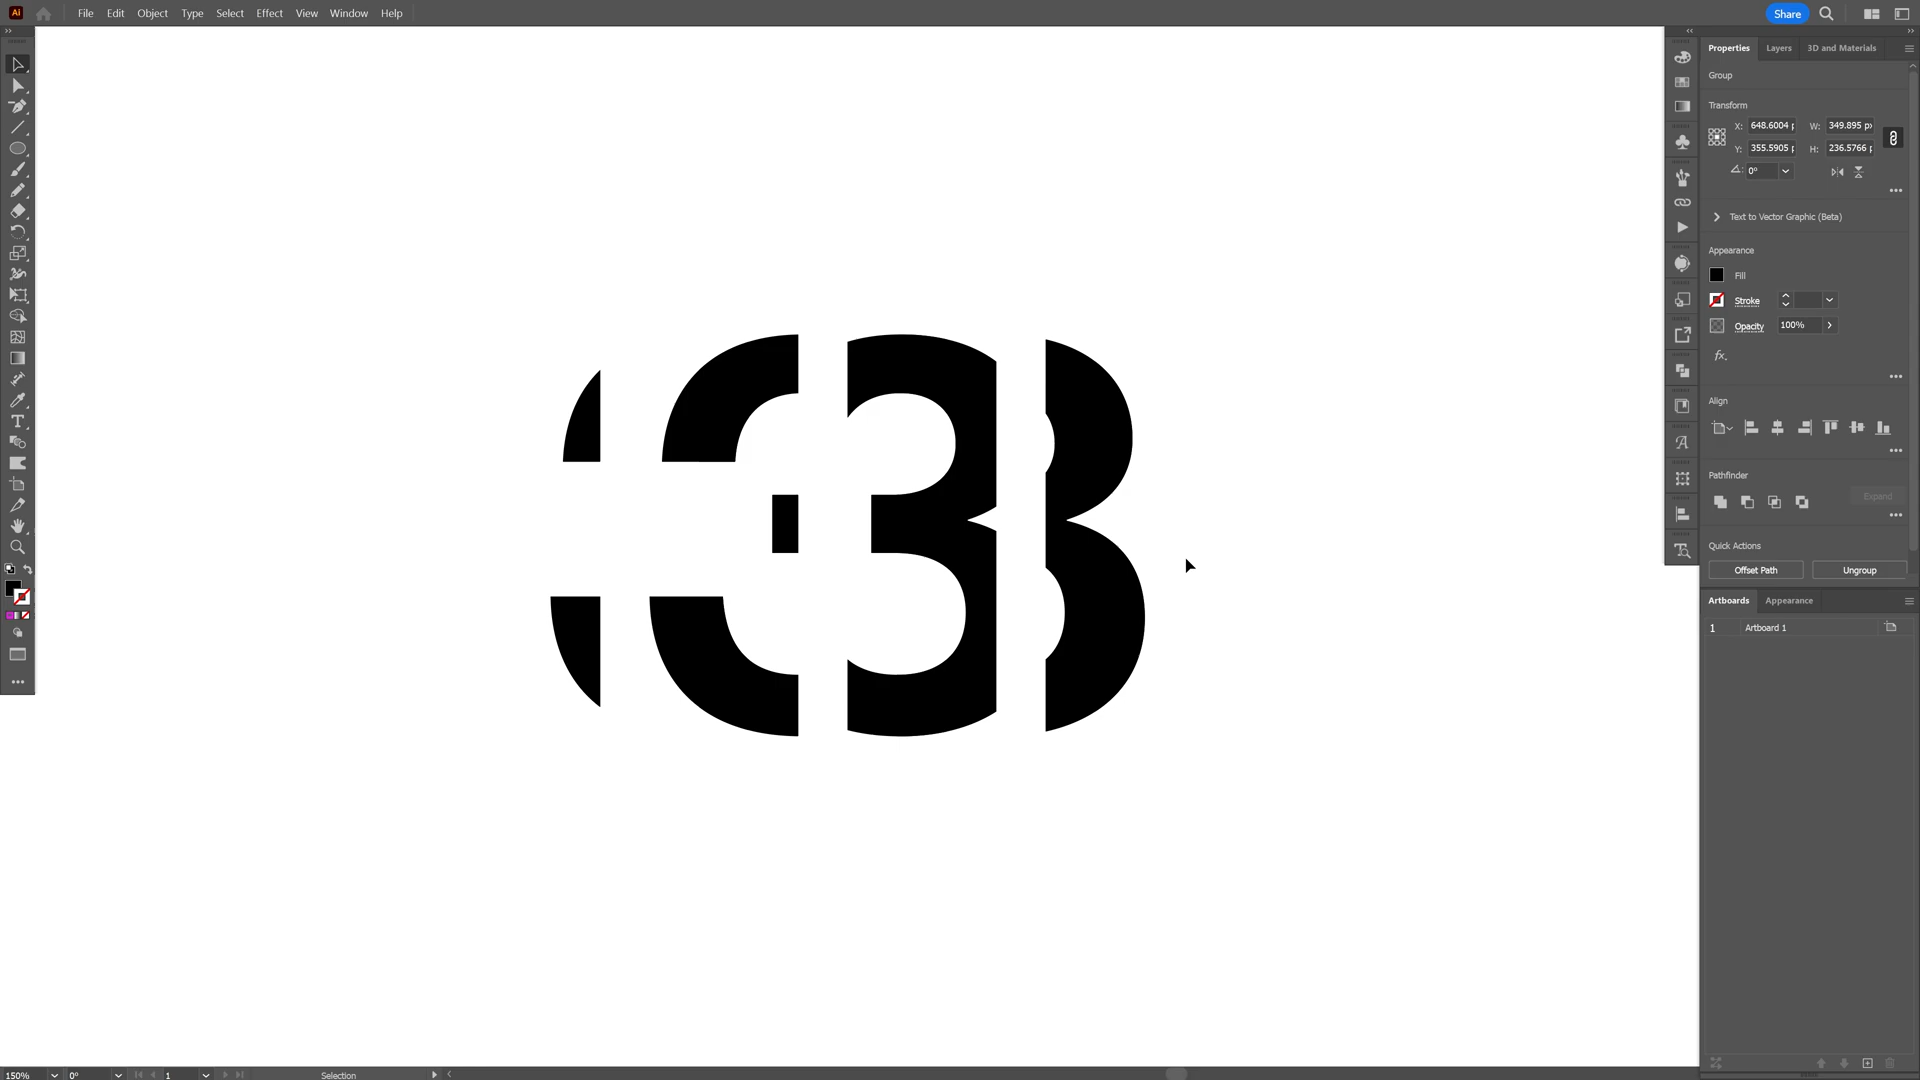 Ai File Edit Object Type Select Effect View Window Help Share
Properties Layers 3D and Materials
Group
Transform
X: 648.6004 W: 349.895 px
Y: 355.5905 H: 236.5766
0°
Text to Vector Graphic (Beta)
Appearance
Fill
Stroke
Opacity 100%
fx.
Align
Pathfinder
Expand
Quick Actions
Offset Path Ungroup
Artboards Appearance
1 Artboard 1
3
150% 0° 1 Selection